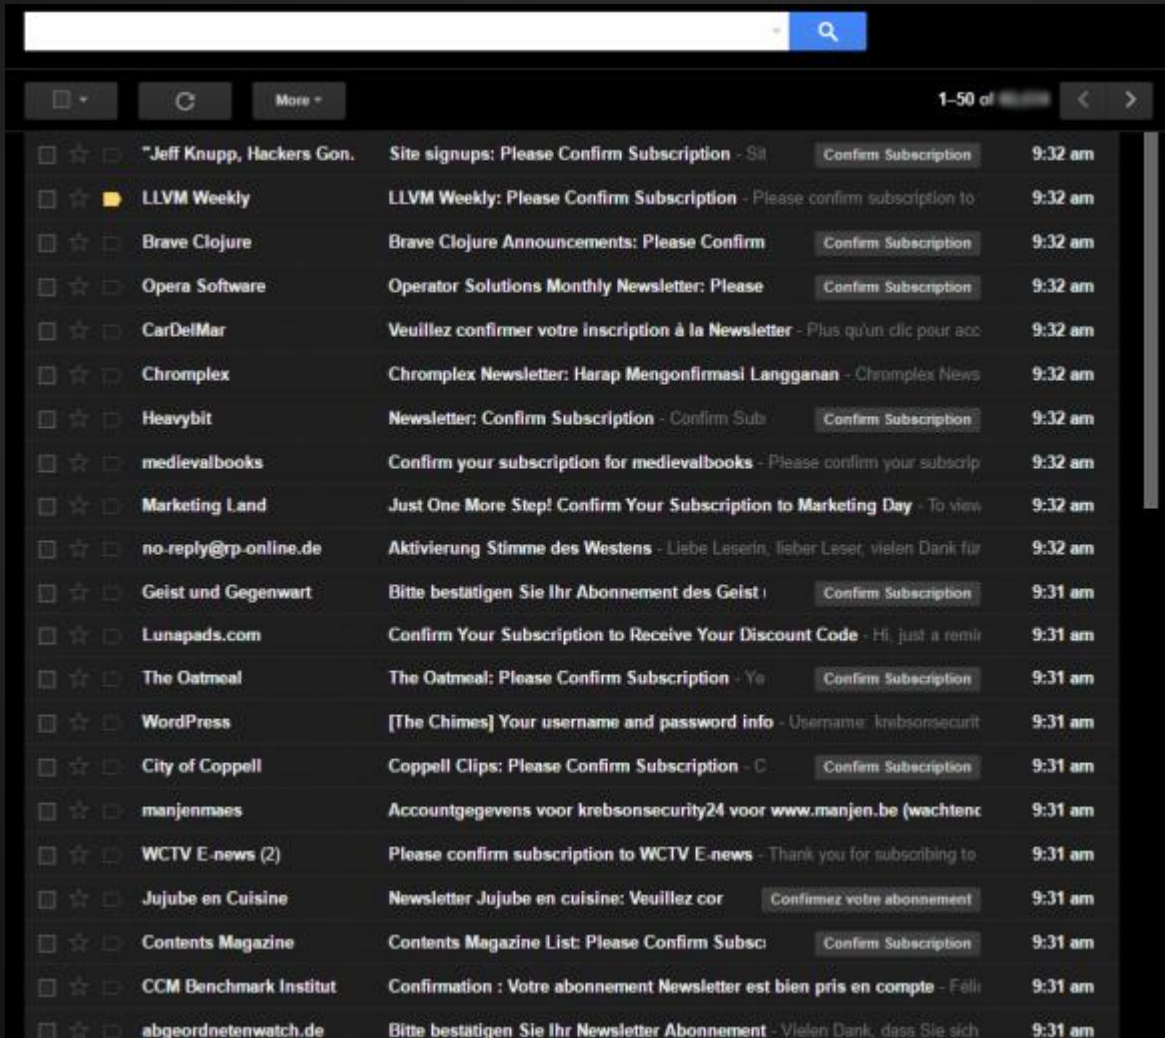 More
1–50 of
"Jeff Knupp, Hackers Gon. Site signups: Please Confirm Subscription - Sit Confirm Subscription 9:32 am
LLVM Weekly LLVM Weekly: Please Confirm Subscription - Please confirm subscription to 9:32 am
Brave Clojure Brave Clojure Announcements: Please Confirm Confirm Subscription 9:32 am
Opera Software Operator Solutions Monthly Newsletter: Please Confirm Subscription 9:32 am
CarDelMar Veuillez confirmer votre inscription à la Newsletter - Plus qu'un clic pour acc 9:32 am
Chromplex Chromplex Newsletter: Harap Mengonfirmasi Langganan - Chromplex News 9:32 am
Heavybit Newsletter: Confirm Subscription - Confirm Subs Confirm Subscription 9:32 am
medievalbooks Confirm your subscription for medievalbooks - Please confirm your subscrip 9:32 am
Marketing Land Just One More Step! Confirm Your Subscription to Marketing Day - To view 9:32 am
no-reply@rp-online.de Aktivierung Stimme des Westens - Liebe Leserin, lieber Leser, vielen Dank für 9:32 am
Geist und Gegenwart Bitte bestätigen Sie Ihr Abonnement des Geist Confirm Subscription 9:31 am
Lunapads.com Confirm Your Subscription to Receive Your Discount Code - Hi, just a remin 9:31 am
The Oatmeal The Oatmeal: Please Confirm Subscription - Yo Confirm Subscription 9:31 am
WordPress [The Chimes] Your username and password info - Username: krebsonsecurit 9:31 am
City of Coppell Coppell Clips: Please Confirm Subscription - C Confirm Subscription 9:31 am
manjenmaes Accountgegevens voor krebsonsecurity24 voor www.manjen.be (wachtend 9:31 am
WCTV E-news (2) Please confirm subscription to WCTV E-news - Thank you for subscribing to 9:31 am
Jujube en Cuisine Newsletter Jujube en cuisine: Veuillez cor Confirmez votre abonnement 9:31 am
Contents Magazine Contents Magazine List: Please Confirm Subsc Confirm Subscription 9:31 am
CCM Benchmark Institut Confirmation : Votre abonnement Newsletter est bien pris en compte - Féli 9:31 am
abgeordnetenwatch.de Bitte bestätigen Sie Ihr Newsletter Abonnement - Vielen Dank, dass Sie sich 9:31 am